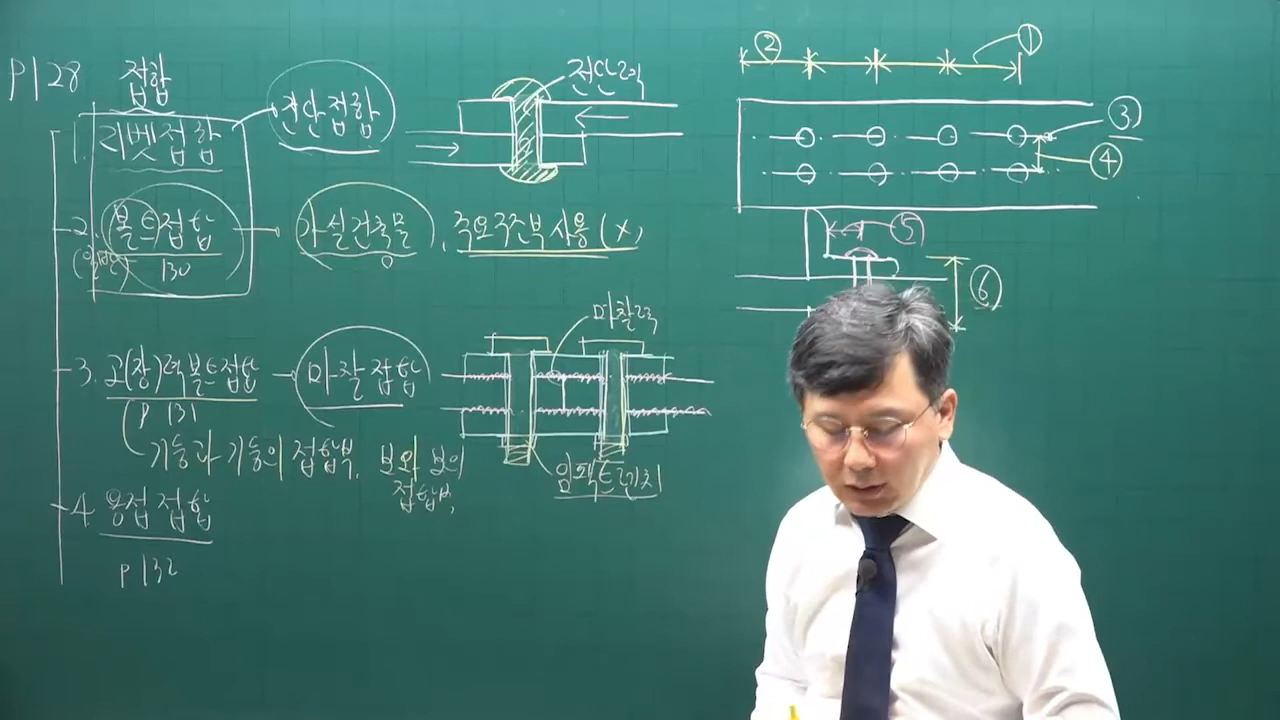 P128 접합
1. 리벳접합
전단접합
전단력
2. 볼트접합
(일반)
130
가설건축물
, 주요구조부 사용(X)
3. 고(장)력볼트접합
P 131
마찰접합
마찰력
기둥과 기둥의 접합부, 보와 보의
접합부,
임팩트렌치
4. 용접 접합
P 132
②
①
③
④
⑤
⑥